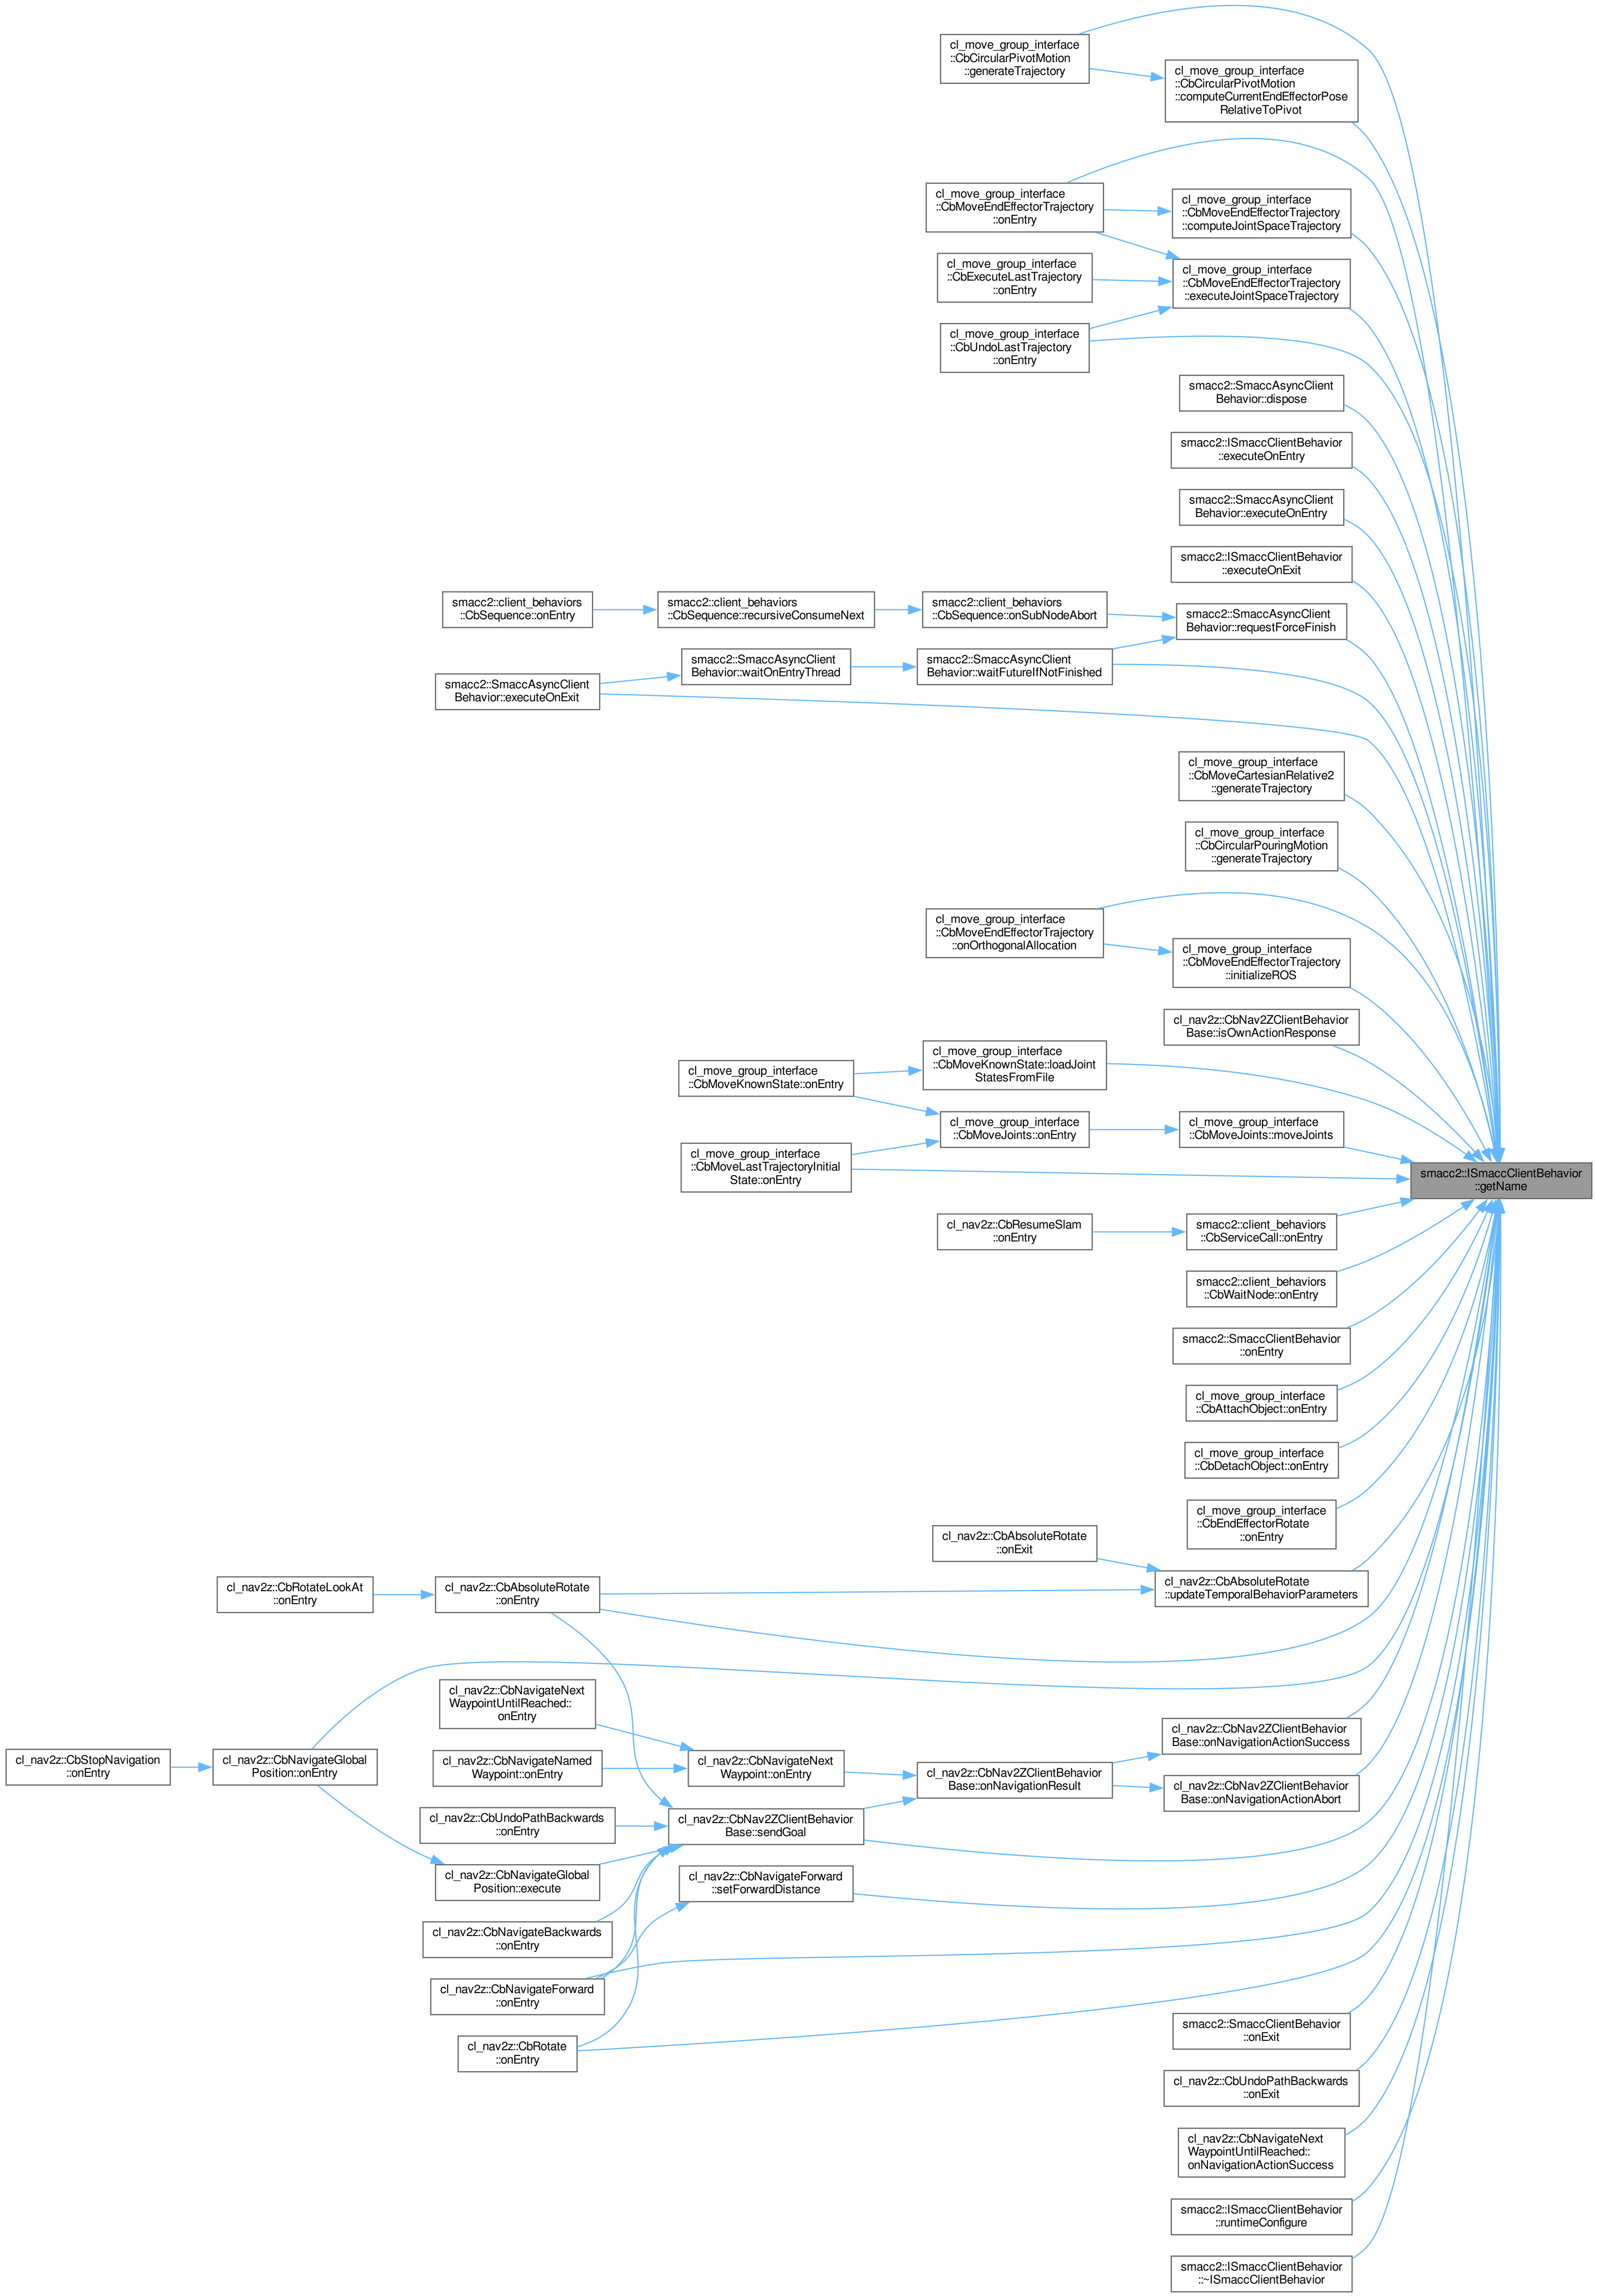 cl_move_group_interface
::CbCircularPivotMotion
::generateTrajectory
cl_move_group_interface
::CbCircularPivotMotion
::computeCurrentEndEffectorPose
RelativeToPivot
cl_move_group_interface
::CbMoveEndEffectorTrajectory
::onEntry
cl_move_group_interface
::CbMoveEndEffectorTrajectory
::computeJointSpaceTrajectory
cl_move_group_interface
::CbExecuteLastTrajectory
::onEntry
cl_move_group_interface
::CbMoveEndEffectorTrajectory
::executeJointSpaceTrajectory
cl_move_group_interface
::CbUndoLastTrajectory
::onEntry
smacc2::SmaccAsyncClient
Behavior::dispose
smacc2::ISmaccClientBehavior
::executeOnEntry
smacc2::SmaccAsyncClient
Behavior::executeOnEntry
smacc2::ISmaccClientBehavior
::executeOnExit
smacc2::client_behaviors
::CbSequence::onEntry
smacc2::client_behaviors
::CbSequence::recursiveConsumeNext
smacc2::client_behaviors
::CbSequence::onSubNodeAbort
smacc2::SmaccAsyncClient
Behavior::requestForceFinish
smacc2::SmaccAsyncClient
Behavior::executeOnExit
smacc2::SmaccAsyncClient
Behavior::waitOnEntryThread
smacc2::SmaccAsyncClient
Behavior::waitFutureIfNotFinished
cl_move_group_interface
::CbMoveCartesianRelative2
::generateTrajectory
cl_move_group_interface
::CbCircularPouringMotion
::generateTrajectory
cl_move_group_interface
::CbMoveEndEffectorTrajectory
::onOrthogonalAllocation
cl_move_group_interface
::CbMoveEndEffectorTrajectory
::initializeROS
cl_nav2z::CbNav2ZClientBehavior
Base::isOwnActionResponse
cl_move_group_interface
::CbMoveKnownState::onEntry
cl_move_group_interface
::CbMoveKnownState::loadJoint
StatesFromFile
cl_move_group_interface
::CbMoveJoints::onEntry
cl_move_group_interface
::CbMoveJoints::moveJoints
cl_move_group_interface
::CbMoveLastTrajectoryInitial
State::onEntry
smacc2::ISmaccClientBehavior
::getName
cl_nav2z::CbResumeSlam
::onEntry
smacc2::client_behaviors
::CbServiceCall::onEntry
smacc2::client_behaviors
::CbWaitNode::onEntry
smacc2::SmaccClientBehavior
::onEntry
cl_move_group_interface
::CbAttachObject::onEntry
cl_move_group_interface
::CbDetachObject::onEntry
cl_move_group_interface
::CbEndEffectorRotate
::onEntry
cl_nav2z::CbAbsoluteRotate
::onExit
cl_nav2z::CbRotateLookAt
::onEntry
cl_nav2z::CbAbsoluteRotate
::onEntry
cl_nav2z::CbAbsoluteRotate
::updateTemporalBehaviorParameters
cl_nav2z::CbNavigateNext
WaypointUntilReached::
onEntry
cl_nav2z::CbNav2ZClientBehavior
Base::onNavigationActionSuccess
cl_nav2z::CbStopNavigation
::onEntry
cl_nav2z::CbNavigateGlobal
Position::onEntry
cl_nav2z::CbNavigateNamed
Waypoint::onEntry
cl_nav2z::CbNavigateNext
Waypoint::onEntry
cl_nav2z::CbNav2ZClientBehavior
Base::onNavigationResult
cl_nav2z::CbNav2ZClientBehavior
Base::onNavigationActionAbort
cl_nav2z::CbUndoPathBackwards
::onEntry
cl_nav2z::CbNav2ZClientBehavior
Base::sendGoal
cl_nav2z::CbNavigateGlobal
Position::execute
cl_nav2z::CbNavigateForward
::setForwardDistance
cl_nav2z::CbNavigateBackwards
::onEntry
cl_nav2z::CbNavigateForward
::onEntry
cl_nav2z::CbRotate
::onEntry
smacc2::SmaccClientBehavior
::onExit
cl_nav2z::CbUndoPathBackwards
::onExit
cl_nav2z::CbNavigateNext
WaypointUntilReached::
onNavigationActionSuccess
smacc2::ISmaccClientBehavior
::runtimeConfigure
smacc2::ISmaccClientBehavior
::~ISmaccClientBehavior